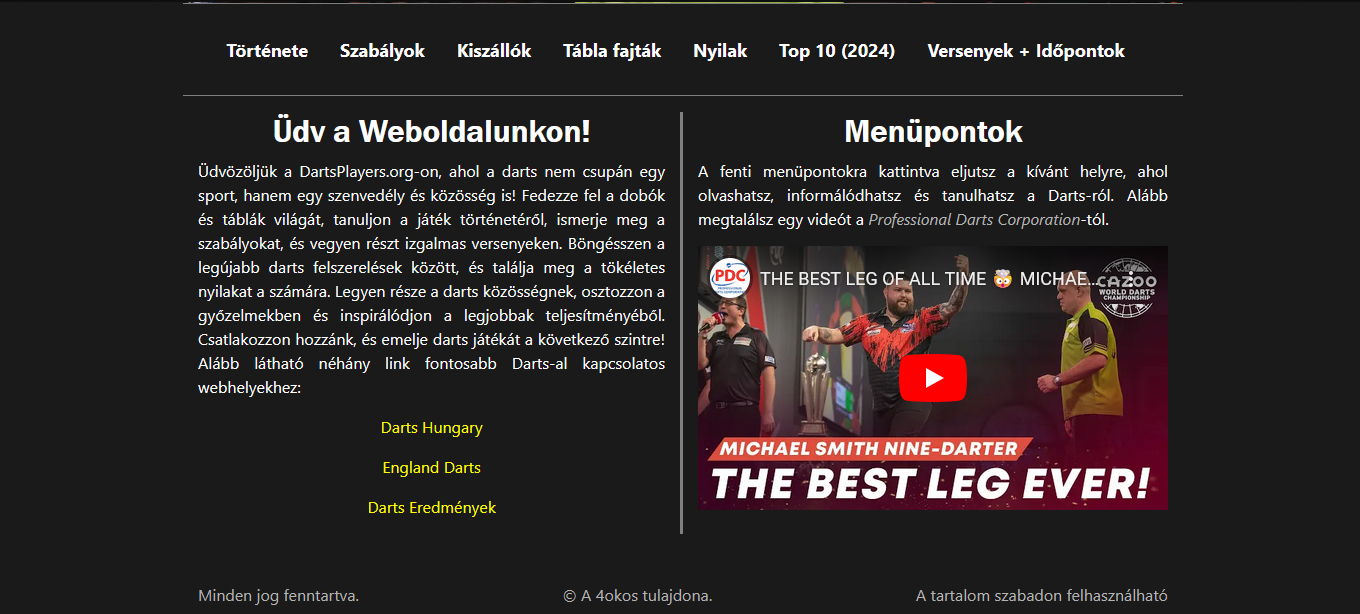 Története Szabályok Kiszállók Tábla fajták Nyilak Top 10 (2024) Versenyek + Időpontok
Üdv a Weboldalunkon!
Üdvözöljük a DartsPlayers.org-on, ahol a darts nem csupán egy
sport, hanem egy szenvedély és közösség is! Fedezze fel a dobók
és táblák világát, tanuljon a játék történetéről, ismerje meg a
szabályokat, és vegyen részt izgalmas versenyeken. Böngésszen a
legújabb darts felszerelések között, és találja meg a tökéletes
nyilakat a számára. Legyen része a darts közösségnek, osztozzon a
győzelmekben és inspirálódjon a legjobbak teljesítményéből.
Csatlakozzon hozzánk, és emelje darts játékát a következő szintre!
Alább látható néhány link fontosabb Darts-al kapcsolatos
webhelyekhez:
Darts Hungary
England Darts
Darts Eredmények
Menüpontok
A fenti menüpontokra kattintva eljutsz a kívánt helyre, ahol
olvashatsz, informálódhatsz és tanulhatsz a Darts-ról. Alább
megtalálsz egy videót a Professional Darts Corporation-tól.
PDC
THE BEST LEG OF ALL TIME 🤯 MICHAE...
CAZOO
WORLD DARTS
CHAMPIONSHIP
MICHAEL SMITH NINE-DARTER
THE BEST LEG EVER!
Minden jog fenntartva. © A 4okos tulajdona. A tartalom szabadon felhasználható